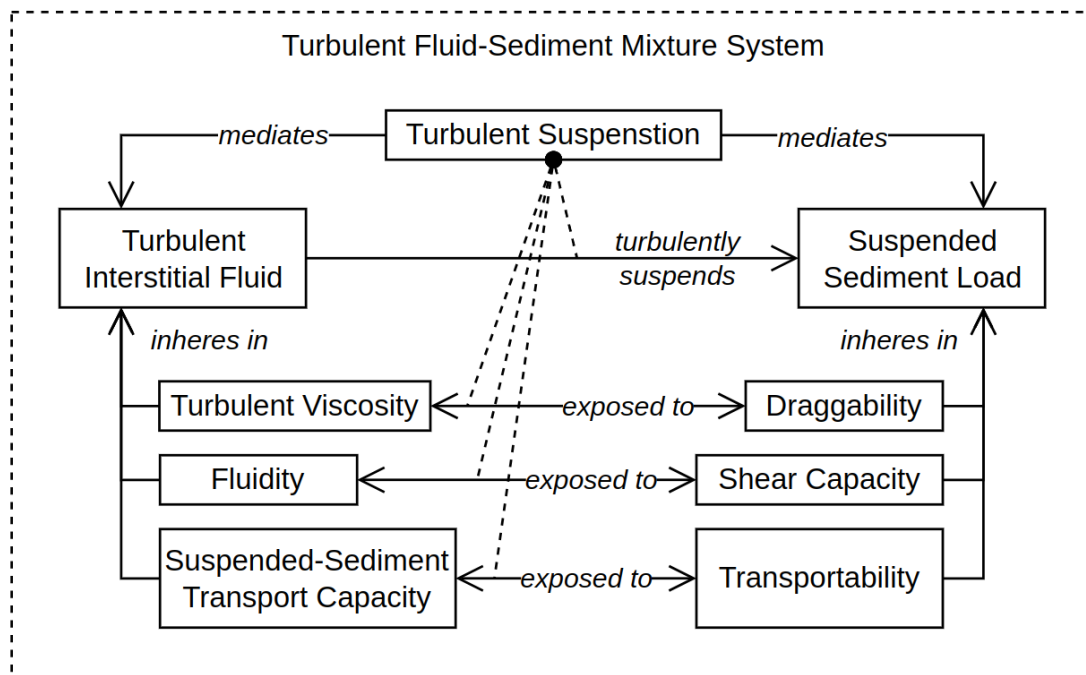 Turbulent Fluid-Sediment Mixture System
mediates
Turbulent Suspenstion
mediates
Turbulent
Interstitial Fluid
turbulently
suspends
Suspended
Sediment Load
inheres in
inheres in
Turbulent Viscosity
exposed to
Draggability
Fluidity
exposed to
Shear Capacity
Suspended-Sediment
Transport Capacity
exposed to
Transportability